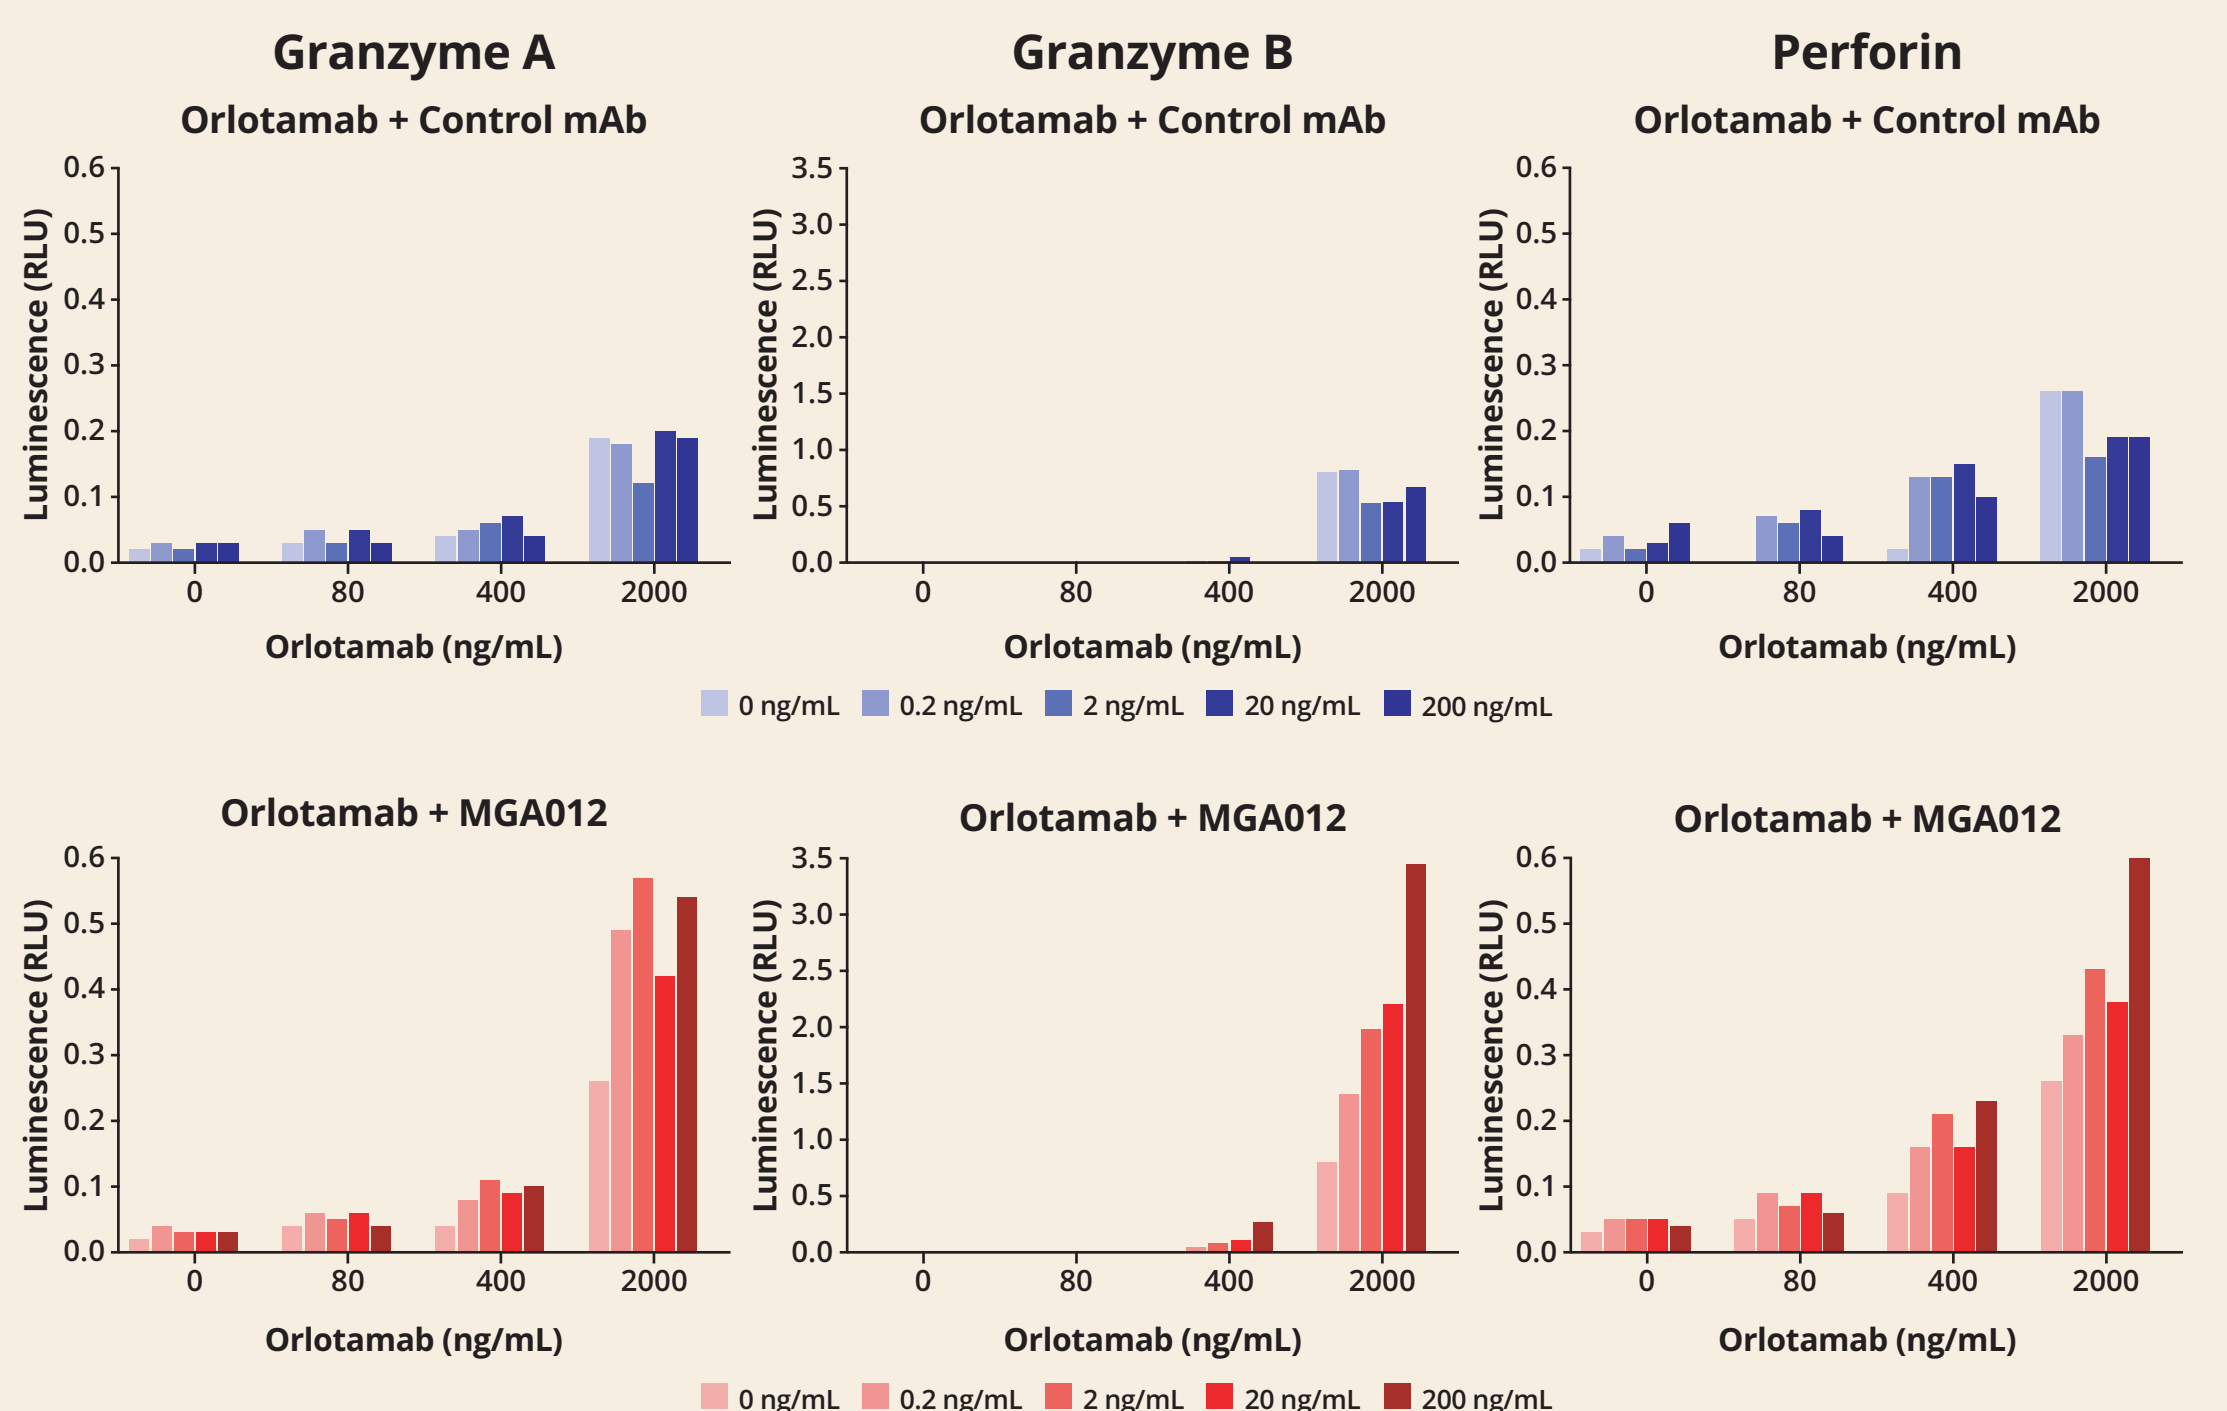 Granzyme A
Granzyme B
Perforin
Orlotamab + Control mAb
Orlotamab + Control mAb
Orlotamab + Control mAb
Luminescence (RLU)
0.6
0.5
0.4
0.3
0.2
0.1
0.0
0 80 400 2000
Orlotamab (ng/mL)
Luminescence (RLU)
3.5
3.0
2.5
2.0
1.5
1.0
0.5
0.0
0 80 400 2000
Orlotamab (ng/mL)
Luminescence (RLU)
0.6
0.5
0.4
0.3
0.2
0.1
0.0
0 80 400 2000
Orlotamab (ng/mL)
0 ng/mL 0.2 ng/mL 2 ng/mL 20 ng/mL 200 ng/mL
Orlotamab + MGA012
Orlotamab + MGA012
Orlotamab + MGA012
Luminescence (RLU)
0.6
0.5
0.4
0.3
0.2
0.1
0.0
0 80 400 2000
Orlotamab (ng/mL)
Luminescence (RLU)
3.5
3.0
2.5
2.0
1.5
1.0
0.5
0.0
0 80 400 2000
Orlotamab (ng/mL)
Luminescence (RLU)
0.6
0.5
0.4
0.3
0.2
0.1
0.0
0 80 400 2000
Orlotamab (ng/mL)
0 ng/mL 0.2 ng/mL 2 ng/mL 20 ng/mL 200 ng/mL